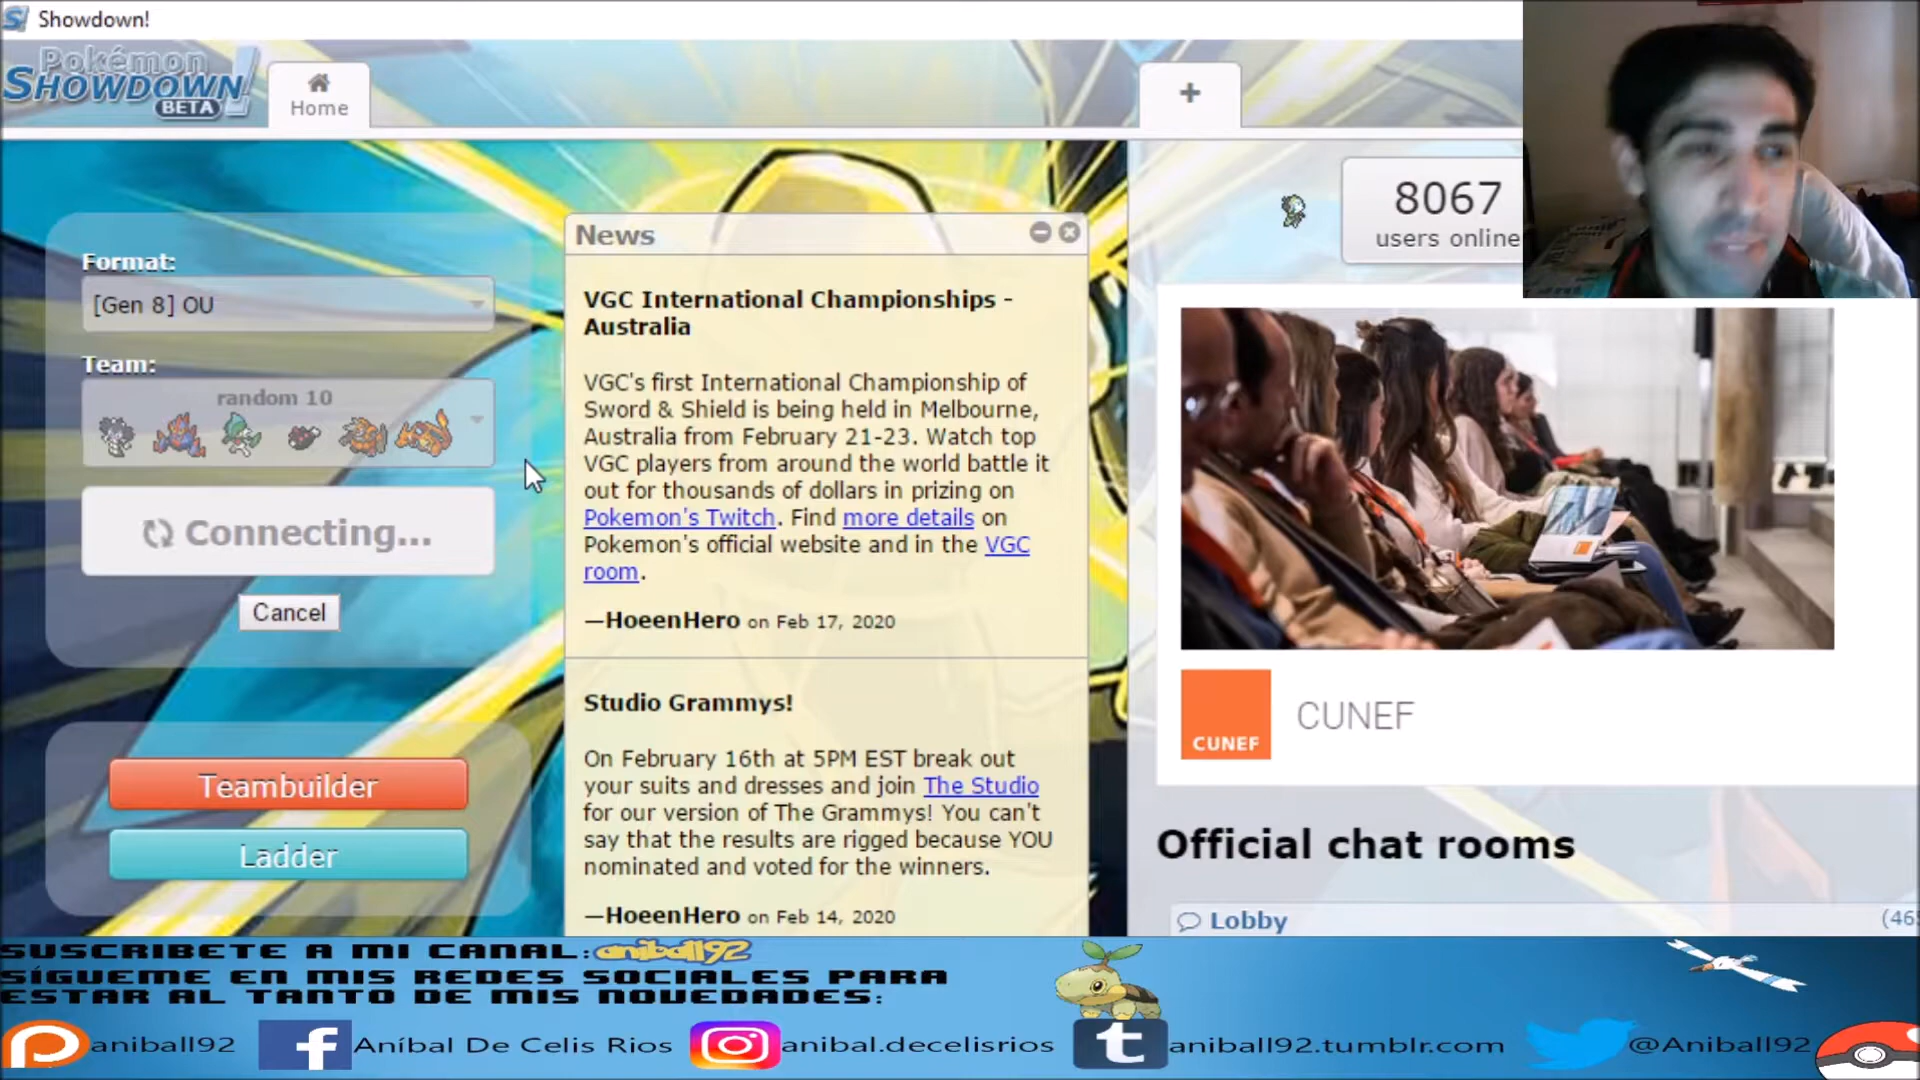 Showdown!
Pokémon
SHOWDOWN!
BETA
Home
+
8067
users online
Format:
[Gen 8] OU
Team:
random 10
Connecting...
Cancel
Teambuilder
Ladder
News
VGC International Championships -
Australia
VGC's first International Championship of
Sword & Shield is being held in Melbourne,
Australia from February 21-23. Watch top
VGC players from around the world battle it
out for thousands of dollars in prizing on
Pokemon's Twitch. Find more details on
Pokemon's official website and in the VGC
room.
—HoeenHero on Feb 17, 2020
Studio Grammys!
On February 16th at 5PM EST break out
your suits and dresses and join The Studio
for our version of The Grammys! You can't
say that the results are rigged because YOU
nominated and voted for the winners.
—HoeenHero on Feb 14, 2020
CUNEF
CUNEF
Official chat rooms
Lobby
SUSCRIBETE A MI CANAL: aniball92
SÍGUEME EN MIS REDES SOCIALES PARA
ESTAR AL TANTO DE MIS NOVEDADES:
aniball92
Aníbal De Celis Rios
anibal.decelisrios
aniball92.tumblr.com
@Aniball92